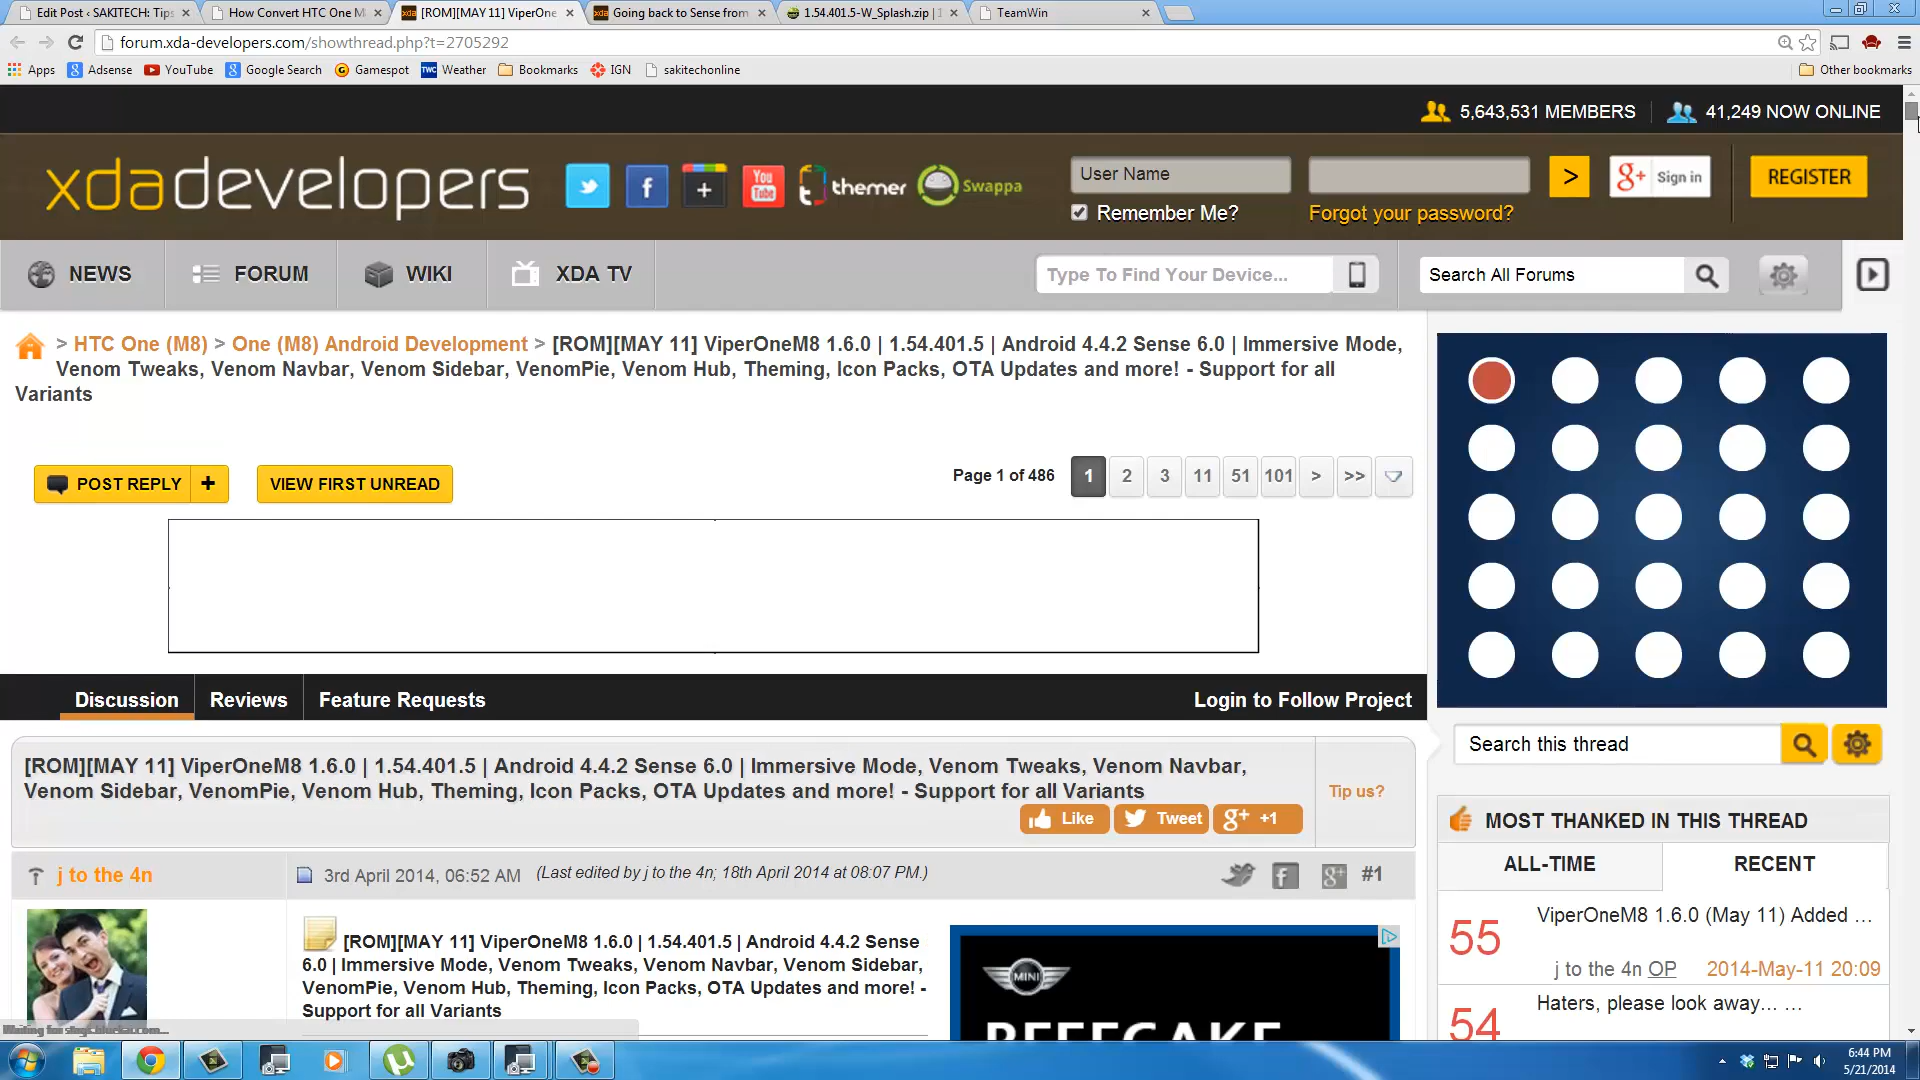 Edit Post ‹ SAKITECH: Tips
How Convert HTC One M
[ROM][MAY 11] ViperOne
Going back to Sense from
1.54.401.5-W_Splash.zip | 1
TeamWin
forum.xda-developers.com/showthread.php?t=2705292
Apps
Adsense
YouTube
Google Search
Gamespot
Weather
Bookmarks
IGN
sakitechonline
Other bookmarks
5,643,531 MEMBERS
41,249 NOW ONLINE
xdadevelopers
You Tube
themer
Swappa
User Name
>
g+ Sign in
REGISTER
Remember Me?
Forgot your password?
NEWS
FORUM
WIKI
XDA TV
Type To Find Your Device...
Search All Forums
> HTC One (M8) > One (M8) Android Development > [ROM][MAY 11] ViperOneM8 1.6.0 | 1.54.401.5 | Android 4.4.2 Sense 6.0 | Immersive Mode,
Venom Tweaks, Venom Navbar, Venom Sidebar, VenomPie, Venom Hub, Theming, Icon Packs, OTA Updates and more! - Support for all
Variants
POST REPLY +
VIEW FIRST UNREAD
Page 1 of 486
1 2 3 11 51 101 > >>
Discussion
Reviews
Feature Requests
Login to Follow Project
[ROM][MAY 11] ViperOneM8 1.6.0 | 1.54.401.5 | Android 4.4.2 Sense 6.0 | Immersive Mode, Venom Tweaks, Venom Navbar,
Venom Sidebar, VenomPie, Venom Hub, Theming, Icon Packs, OTA Updates and more! - Support for all Variants
Tip us?
Like
Tweet
g+ +1
Search this thread
MOST THANKED IN THIS THREAD
ALL-TIME
RECENT
j to the 4n
3rd April 2014, 06:52 AM
(Last edited by j to the 4n; 18th April 2014 at 08:07 PM.)
#1
[ROM][MAY 11] ViperOneM8 1.6.0 | 1.54.401.5 | Android 4.4.2 Sense
6.0 | Immersive Mode, Venom Tweaks, Venom Navbar, Venom Sidebar,
VenomPie, Venom Hub, Theming, Icon Packs, OTA Updates and more! -
Support for all Variants
MINI
BEEFCAKE
55
ViperOneM8 1.6.0 (May 11) Added ...
j to the 4n OP
2014-May-11 20:09
54
Haters, please look away... ...
6:44 PM
5/21/2014